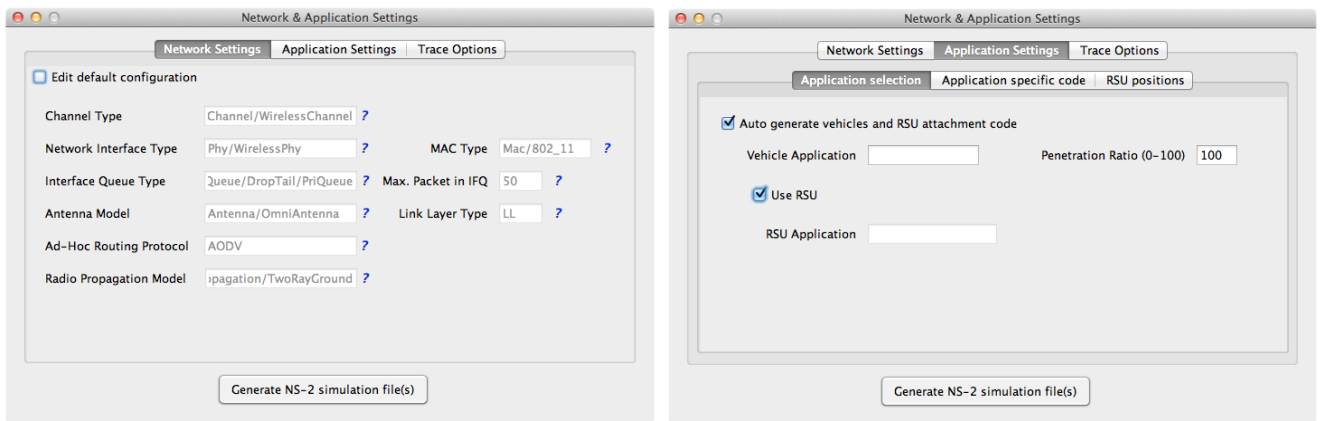 Network & Application Settings
Network Settings Application Settings Trace Options
Edit default configuration
Channel Type Channel/WirelessChannel ?
Network Interface Type Phy/WirelessPhy ? MAC Type Mac/802_11 ?
Interface Queue Type Queue/DropTail/PriQueue ? Max. Packet in IFQ 50 ?
Antenna Model Antenna/OmniAntenna ? Link Layer Type LL ?
Ad-Hoc Routing Protocol AODV ?
Radio Propagation Model opagation/TwoRayGround ?
Generate NS-2 simulation file(s)
Network & Application Settings
Network Settings Application Settings Trace Options
Application selection Application specific code RSU positions
Auto generate vehicles and RSU attachment code
Vehicle Application Penetration Ratio (0-100) 100
Use RSU
RSU Application
Generate NS-2 simulation file(s)